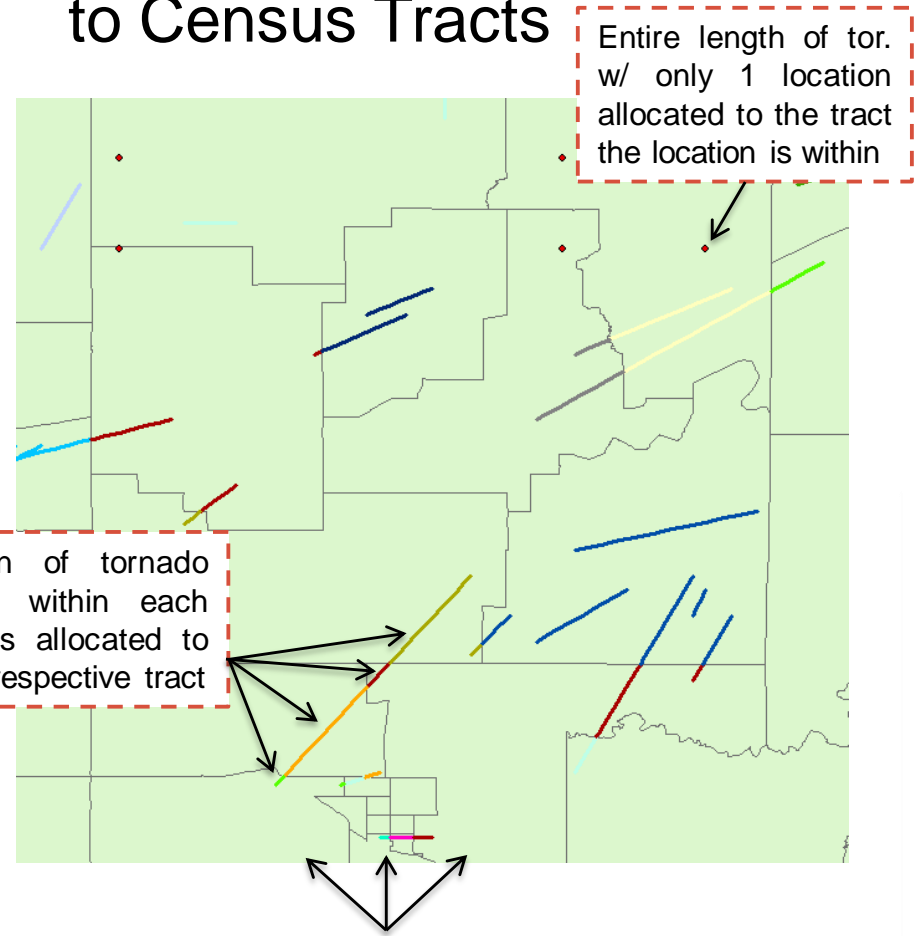 to Census Tracts
Entire length of tor.
w/ only 1 location
allocated to the tract
the location is within
of tornado
within each
allocated to
respective tract